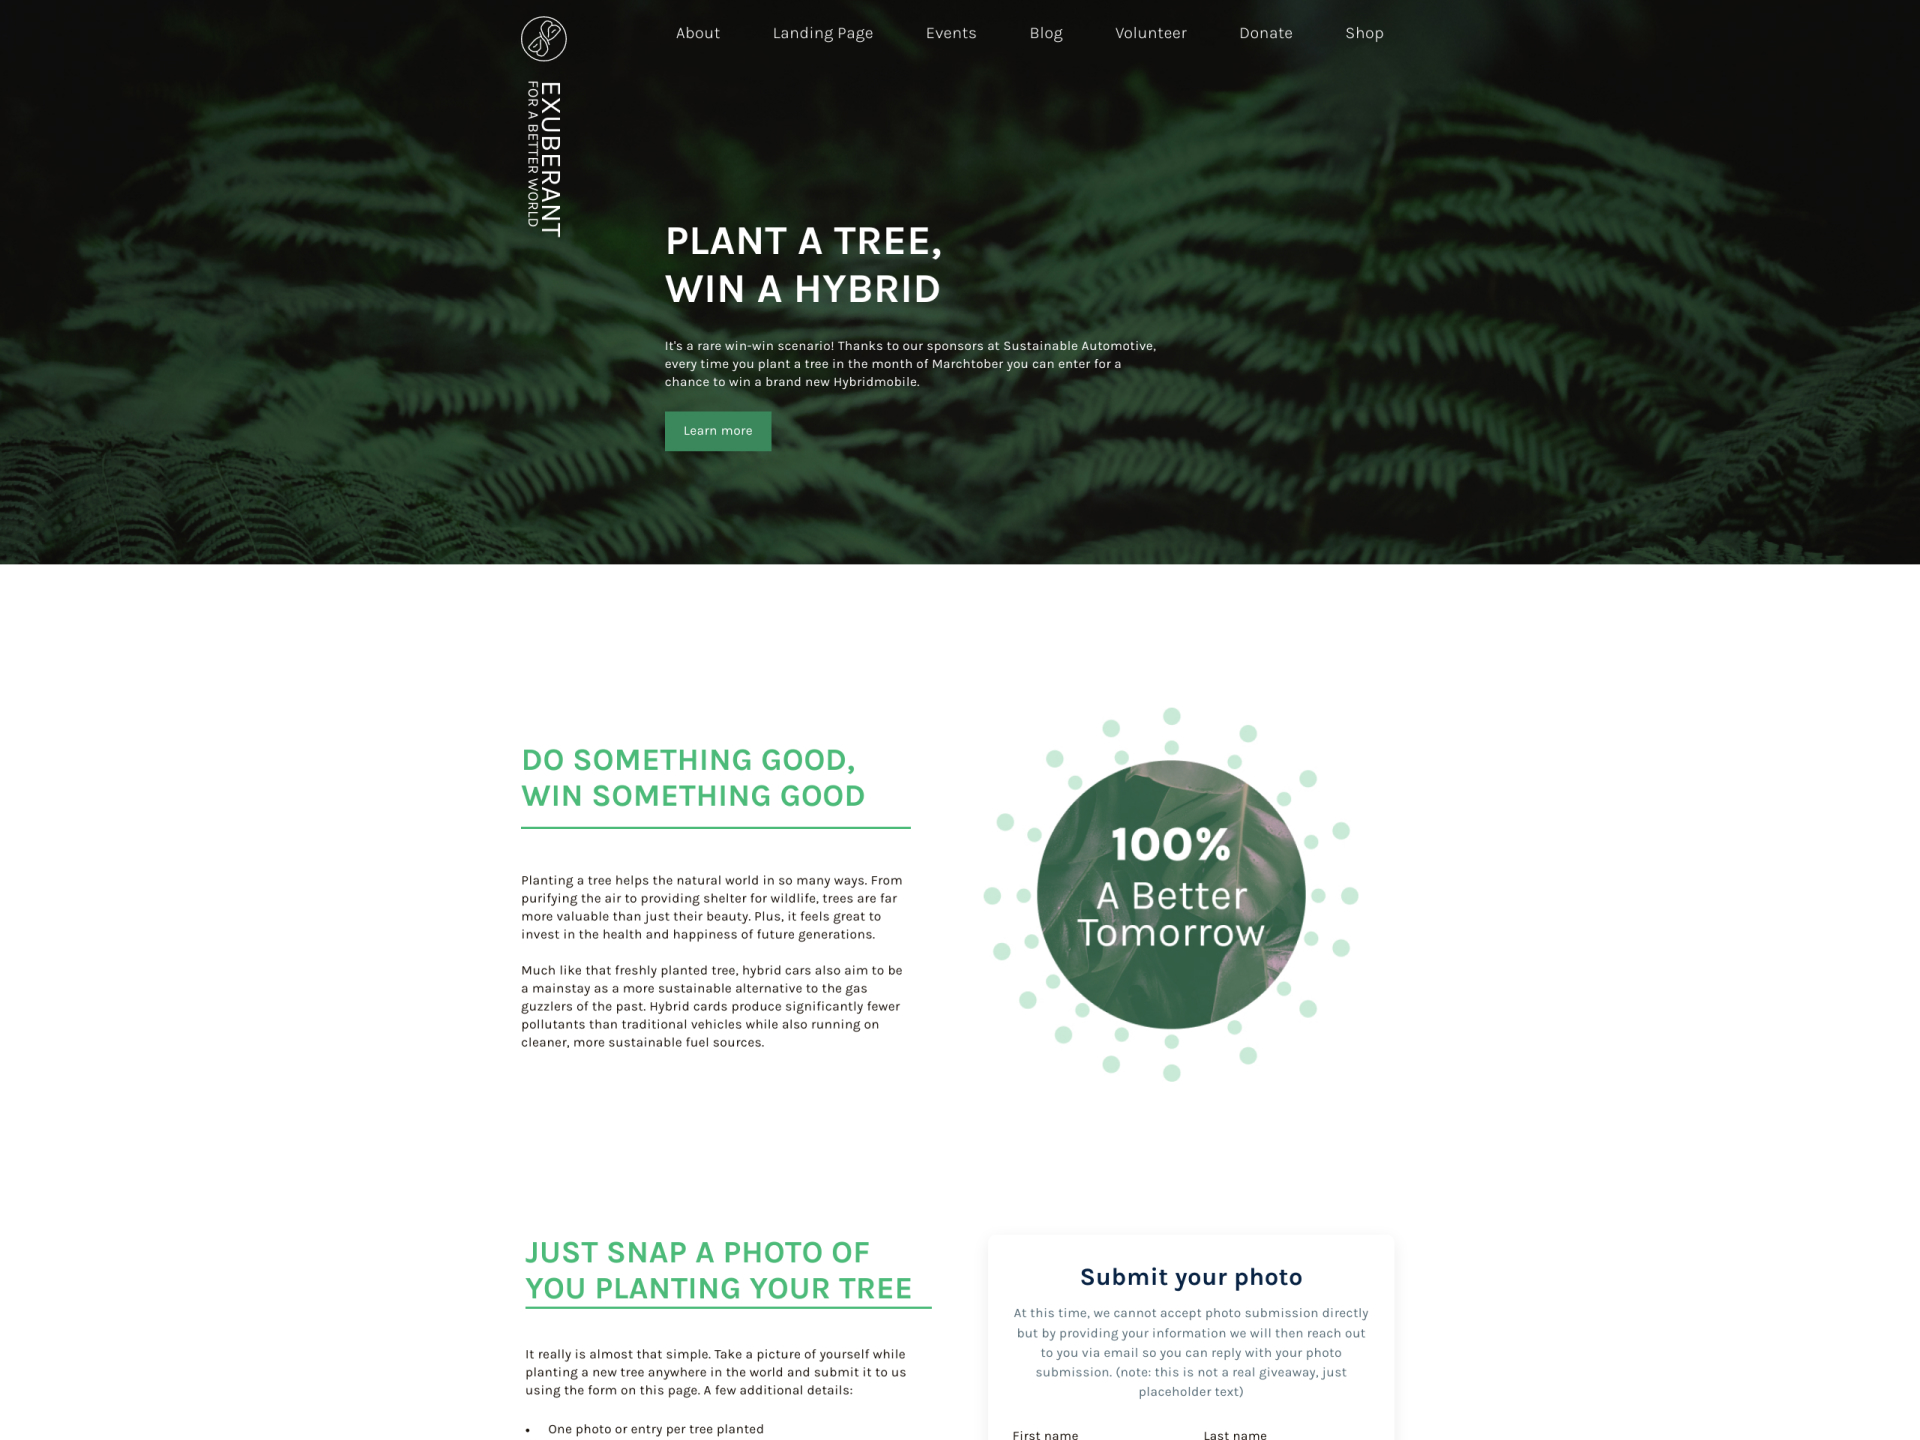 About
Landing Page
Events
Blog
Volunteer
Donate
Shop
EXUBERANT
FOR A BETTER WORLD
PLANT A TREE,
WIN A HYBRID
It's a rare win-win scenario! Thanks to our sponsors at Sustainable Automotive,
every time you plant a tree in the month of Marchtober you can enter for a
chance to win a brand new Hybridmobile.
Learn more
DO SOMETHING GOOD,
WIN SOMETHING GOOD
Planting a tree helps the natural world in so many ways. From
purifying the air to providing shelter for wildlife, trees are far
more valuable than just their beauty. Plus, it feels great to
invest in the health and happiness of future generations.
Much like that freshly planted tree, hybrid cars also aim to be
a mainstay as a more sustainable alternative to the gas
guzzlers of the past. Hybrid cards produce significantly fewer
pollutants than traditional vehicles while also running on
cleaner, more sustainable fuel sources.
100%
A Better
Tomorrow
JUST SNAP A PHOTO OF
YOU PLANTING YOUR TREE
It really is almost that simple. Take a picture of yourself while
planting a new tree anywhere in the world and submit it to us
using the form on this page. A few additional details:
• One photo or entry per tree planted
Submit your photo
At this time, we cannot accept photo submission directly
but by providing your information we will then reach out
to you via email so you can reply with your photo
submission. (note: this is not a real giveaway, just
placeholder text)
First name
Last name